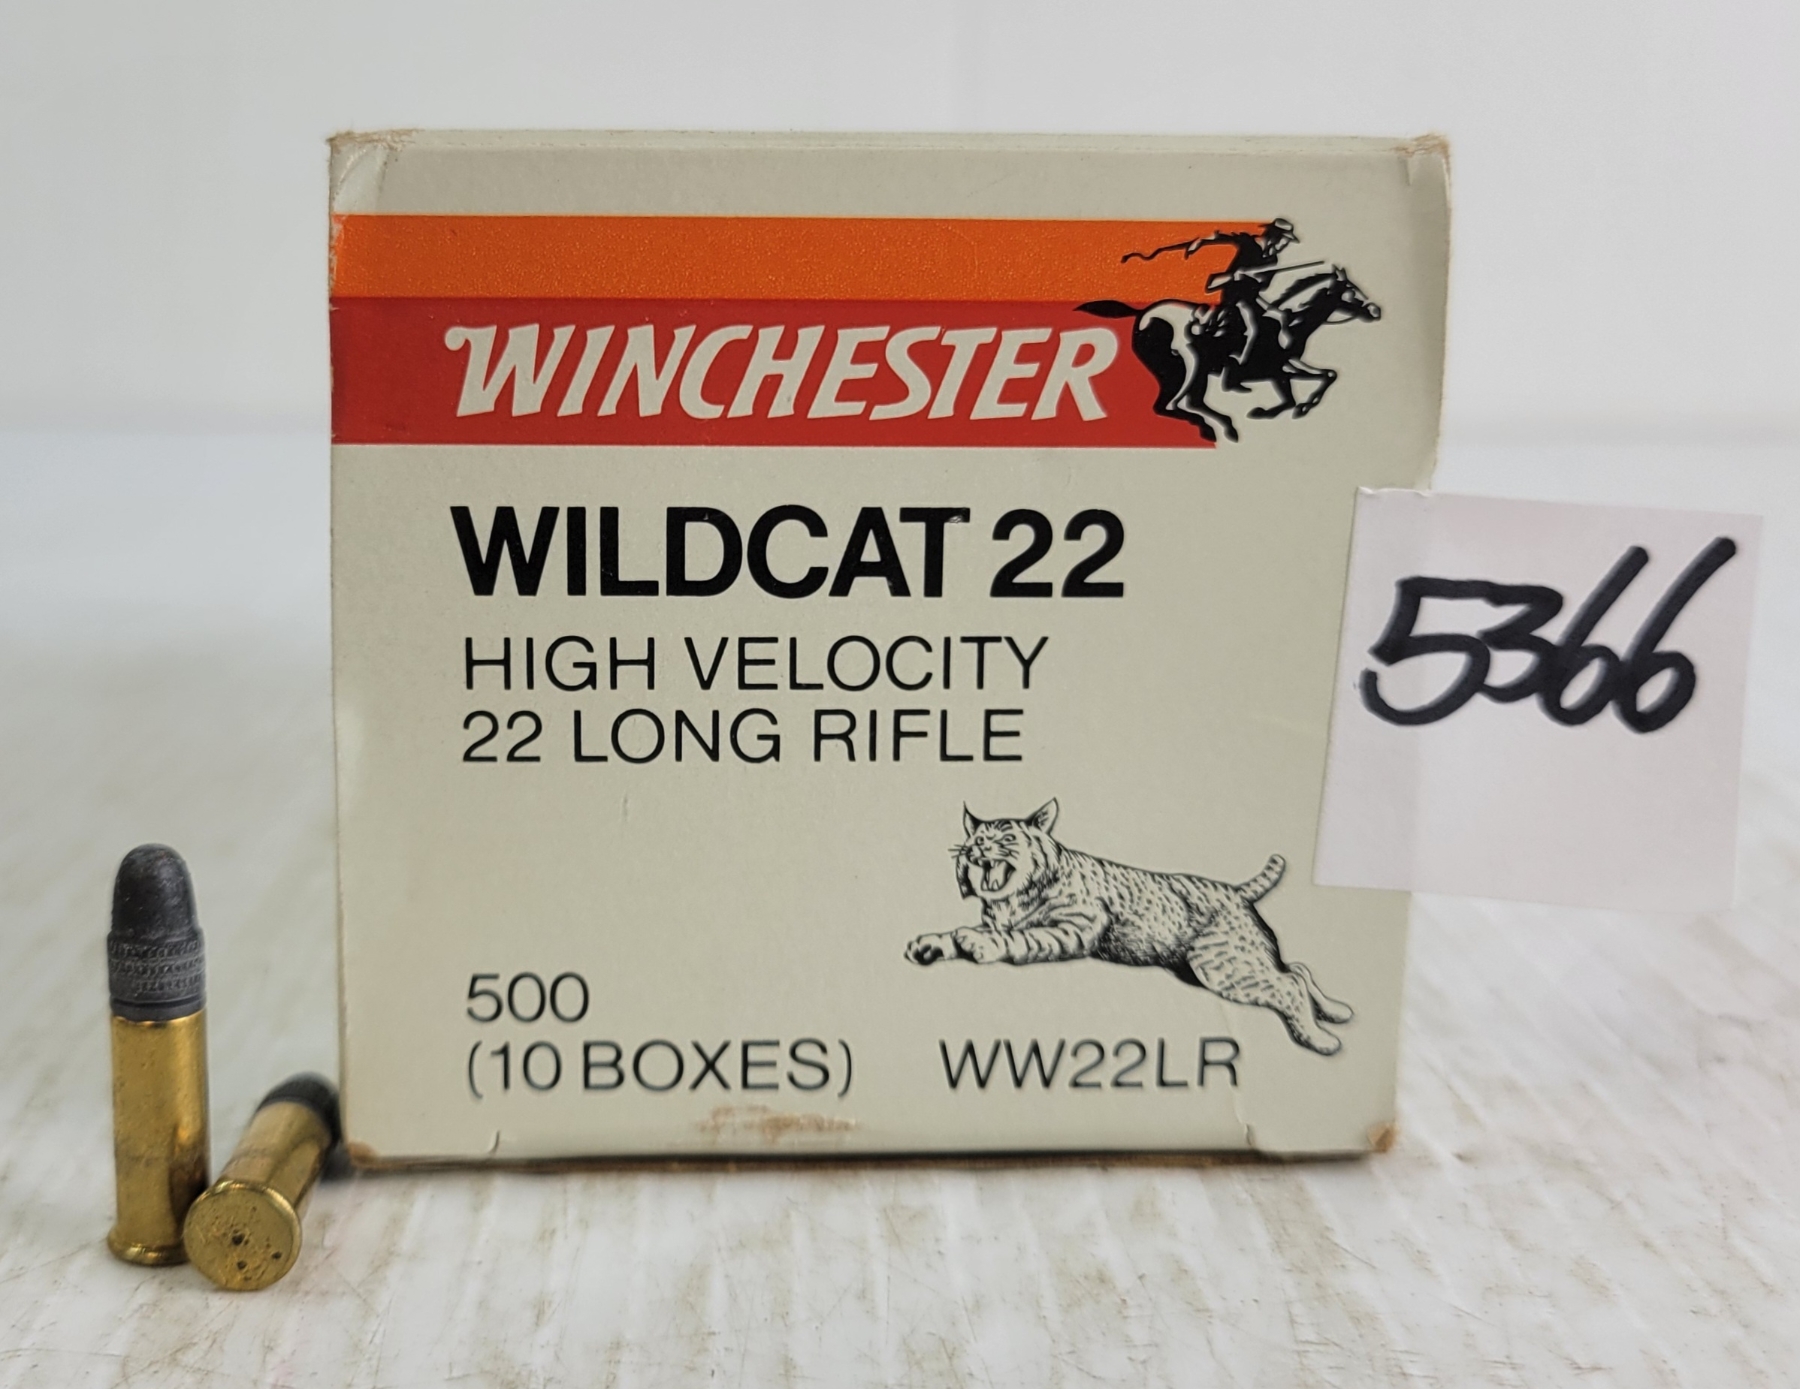 WINCHESTER
WILDCAT 22
HIGH VELOCITY
22 LONG RIFLE
5366
500
(10 BOXES) WW22LR